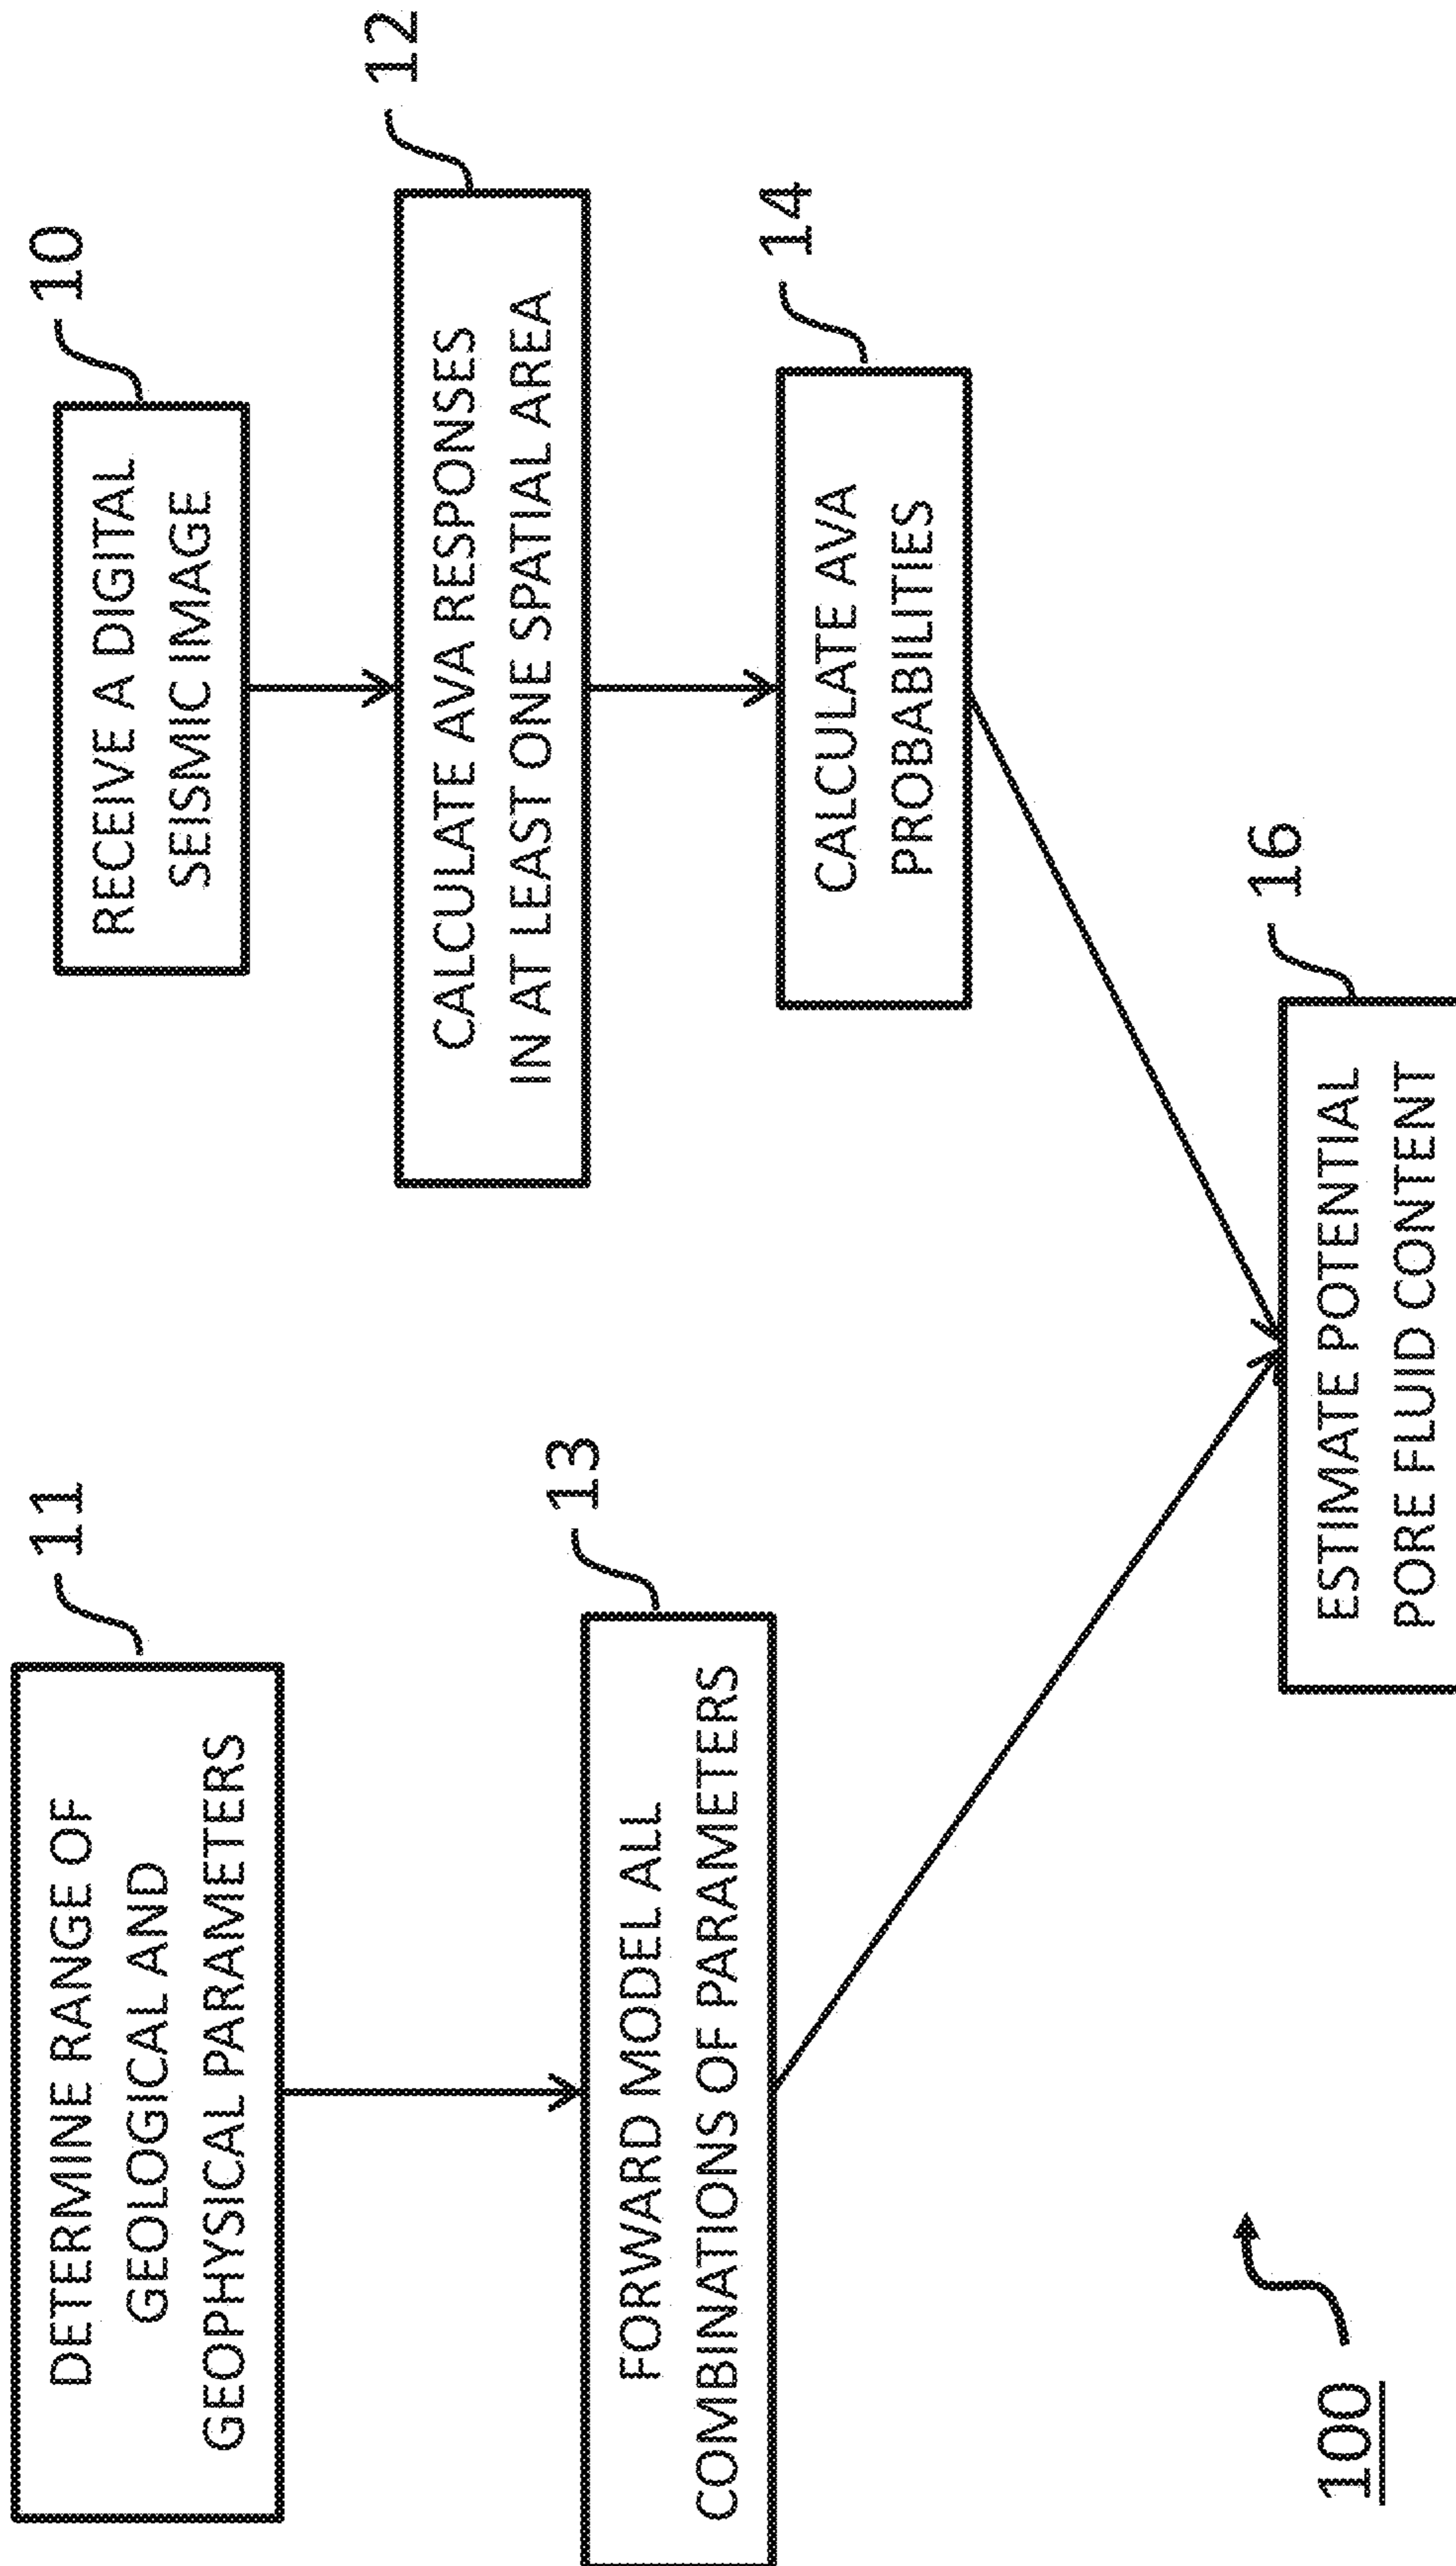 11
DETERMINE RANGE OF
GEOLOGICAL AND
GEOPHYSICAL PARAMETERS
13
FORWARD MODEL ALL
COMBINATIONS OF PARAMETERS
10
RECEIVE A DIGITAL
SEISMIC IMAGE
12
CALCULATE AVA RESPONSES
IN AT LEAST ONE SPATIAL AREA
14
CALCULATE AVA
PROBABILITIES
16
ESTIMATE POTENTIAL
PORE FLUID CONTENT
100